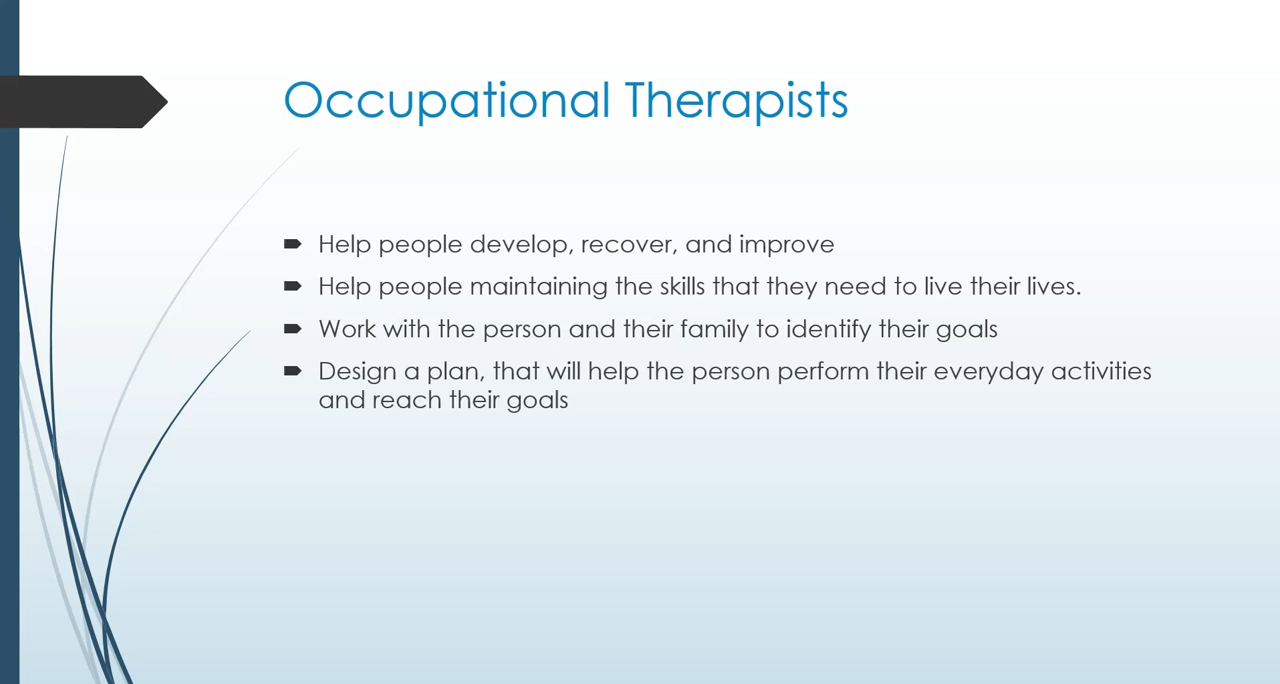 Occupational Therapists
Help people develop, recover, and improve
Help people maintaining the skills that they need to live their lives.
Work with the person and their family to identify their goals
Design a plan, that will help the person perform their everyday activities
and reach their goals